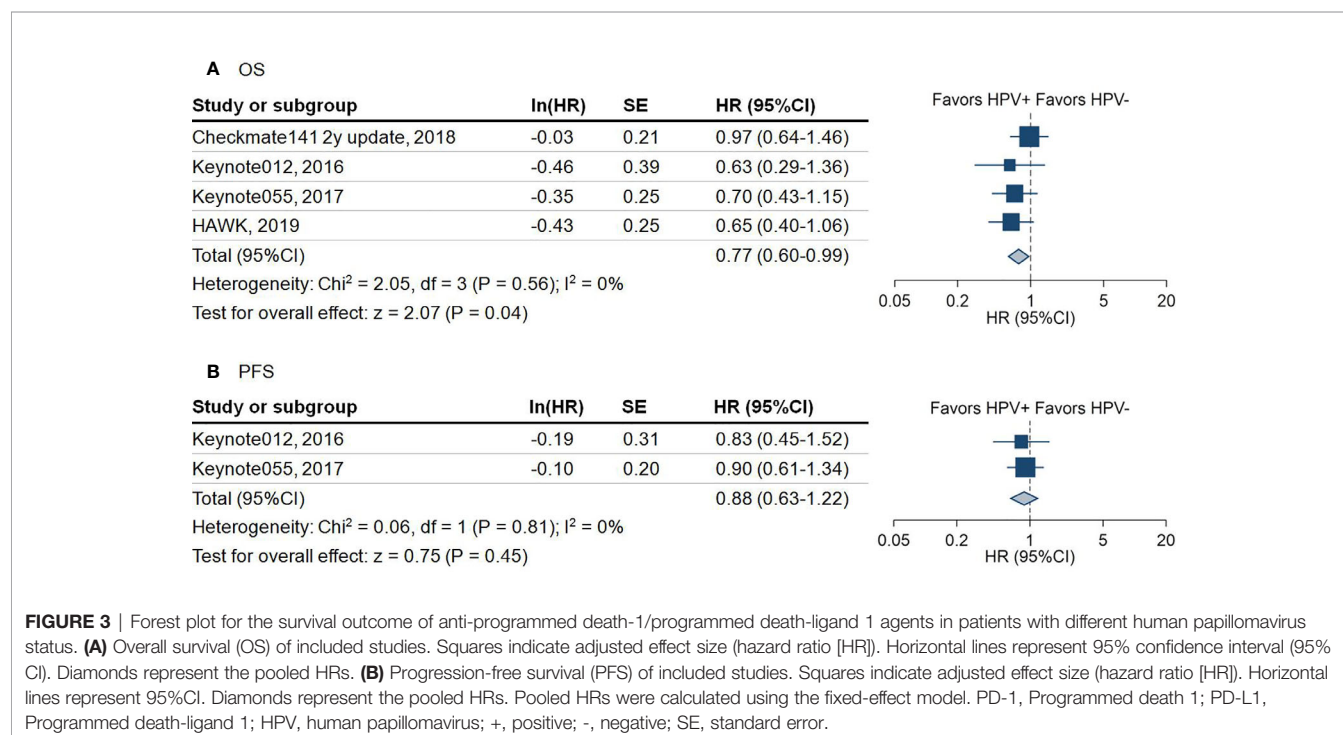 A OS
Study or subgroup ln(HR) SE HR (95%CI)
Favors HPV+ Favors HPV-
Checkmate141 2y update, 2018 -0.03 0.21 0.97 (0.64-1.46)
Keynote012, 2016 -0.46 0.39 0.63 (0.29-1.36)
Keynote055, 2017 -0.35 0.25 0.70 (0.43-1.15)
HAWK, 2019 -0.43 0.25 0.65 (0.40-1.06)
Total (95%CI) 0.77 (0.60-0.99)
Heterogeneity: Chi² = 2.05, df = 3 (P = 0.56); I² = 0%
Test for overall effect: z = 2.07 (P = 0.04)
0.05 0.2 1 5 20
HR (95%CI)
B PFS
Study or subgroup ln(HR) SE HR (95%CI)
Favors HPV+ Favors HPV-
Keynote012, 2016 -0.19 0.31 0.83 (0.45-1.52)
Keynote055, 2017 -0.10 0.20 0.90 (0.61-1.34)
Total (95%CI) 0.88 (0.63-1.22)
Heterogeneity: Chi² = 0.06, df = 1 (P = 0.81); I² = 0%
Test for overall effect: z = 0.75 (P = 0.45)
0.05 0.2 1 5 20
HR (95%CI)
FIGURE 3 | Forest plot for the survival outcome of anti-programmed death-1/programmed death-ligand 1 agents in patients with different human papillomavirus
status. (A) Overall survival (OS) of included studies. Squares indicate adjusted effect size (hazard ratio [HR]). Horizontal lines represent 95% confidence interval (95%
CI). Diamonds represent the pooled HRs. (B) Progression-free survival (PFS) of included studies. Squares indicate adjusted effect size (hazard ratio [HR]). Horizontal
lines represent 95%CI. Diamonds represent the pooled HRs. Pooled HRs were calculated using the fixed-effect model. PD-1, Programmed death 1; PD-L1,
Programmed death-ligand 1; HPV, human papillomavirus; +, positive; -, negative; SE, standard error.